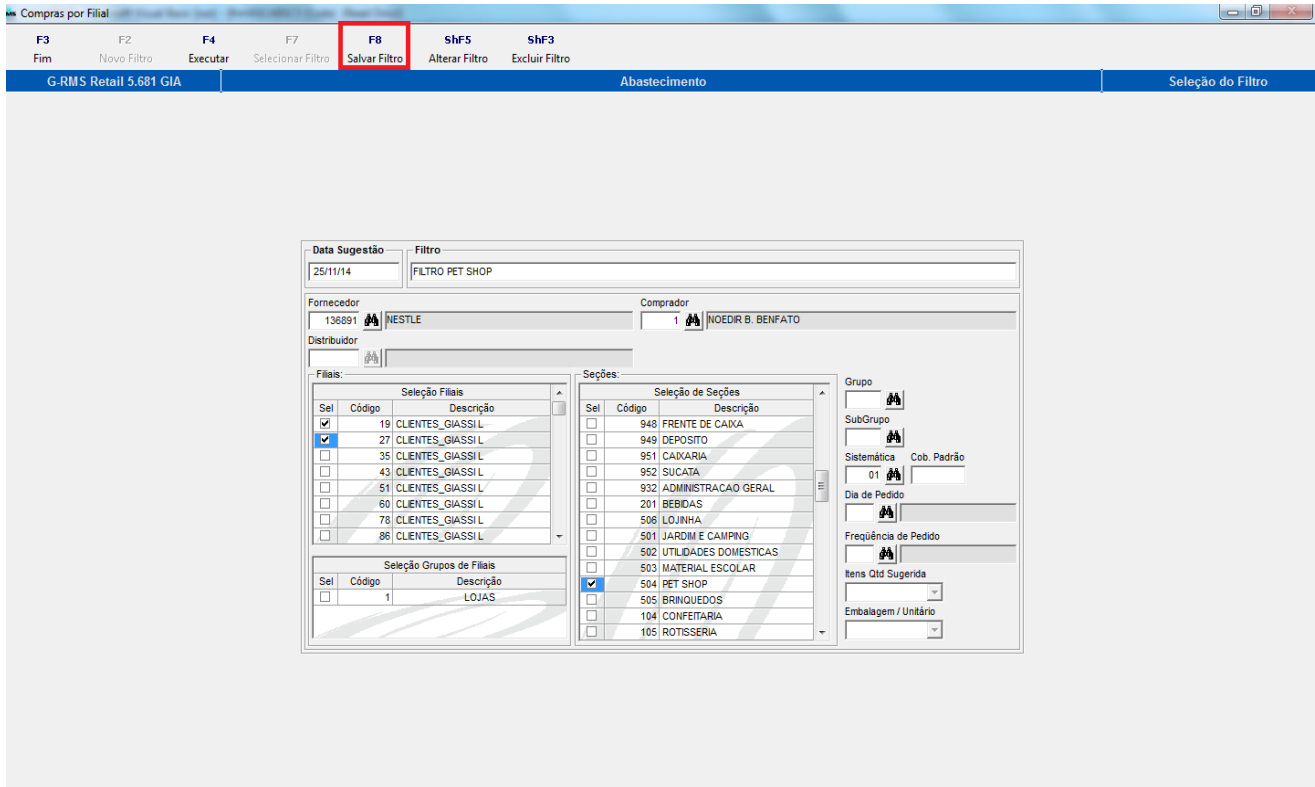 Compras por Filial
F3 F2 F4 F7 F8 ShF5 ShF3
Fim Novo Filtro Executar Selecionar Filtro Salvar Filtro Alterar Filtro Excluir Filtro
G-RMS Retail 5.681 GIA Abastecimento Seleção do Filtro
Data Sugestão Filtro
25/11/14 FILTRO PET SHOP
Fornecedor Comprador
136891 NESTLE 1 NOEDIR B. BENFATO
Distribuidor
Filiais:
Seleção Filiais
Sel Código Descrição
19 CLIENTES_GIASSI L
27 CLIENTES_GIASSI L
35 CLIENTES_GIASSI L
43 CLIENTES_GIASSI L
51 CLIENTES_GIASSI L
60 CLIENTES_GIASSI L
78 CLIENTES_GIASSI L
86 CLIENTES_GIASSI L
Seleção Grupos de Filiais
Sel Código Descrição
1 LOJAS
Seções:
Seleção de Seções
Sel Código Descrição
948 FRENTE DE CAIXA
949 DEPOSITO
951 CAIXARIA
952 SUCATA
932 ADMINISTRACAO GERAL
201 BEBIDAS
506 LOJINHA
501 JARDIM E CAMPING
502 UTILIDADES DOMESTICAS
503 MATERIAL ESCOLAR
504 PET SHOP
505 BRINQUEDOS
104 CONFEITARIA
105 ROTISSERIA
Grupo
SubGrupo
Sistemática Cob. Padrão
01
Dia de Pedido
Freqüência de Pedido
Itens Qtd Sugerida
Embalagem / Unitário